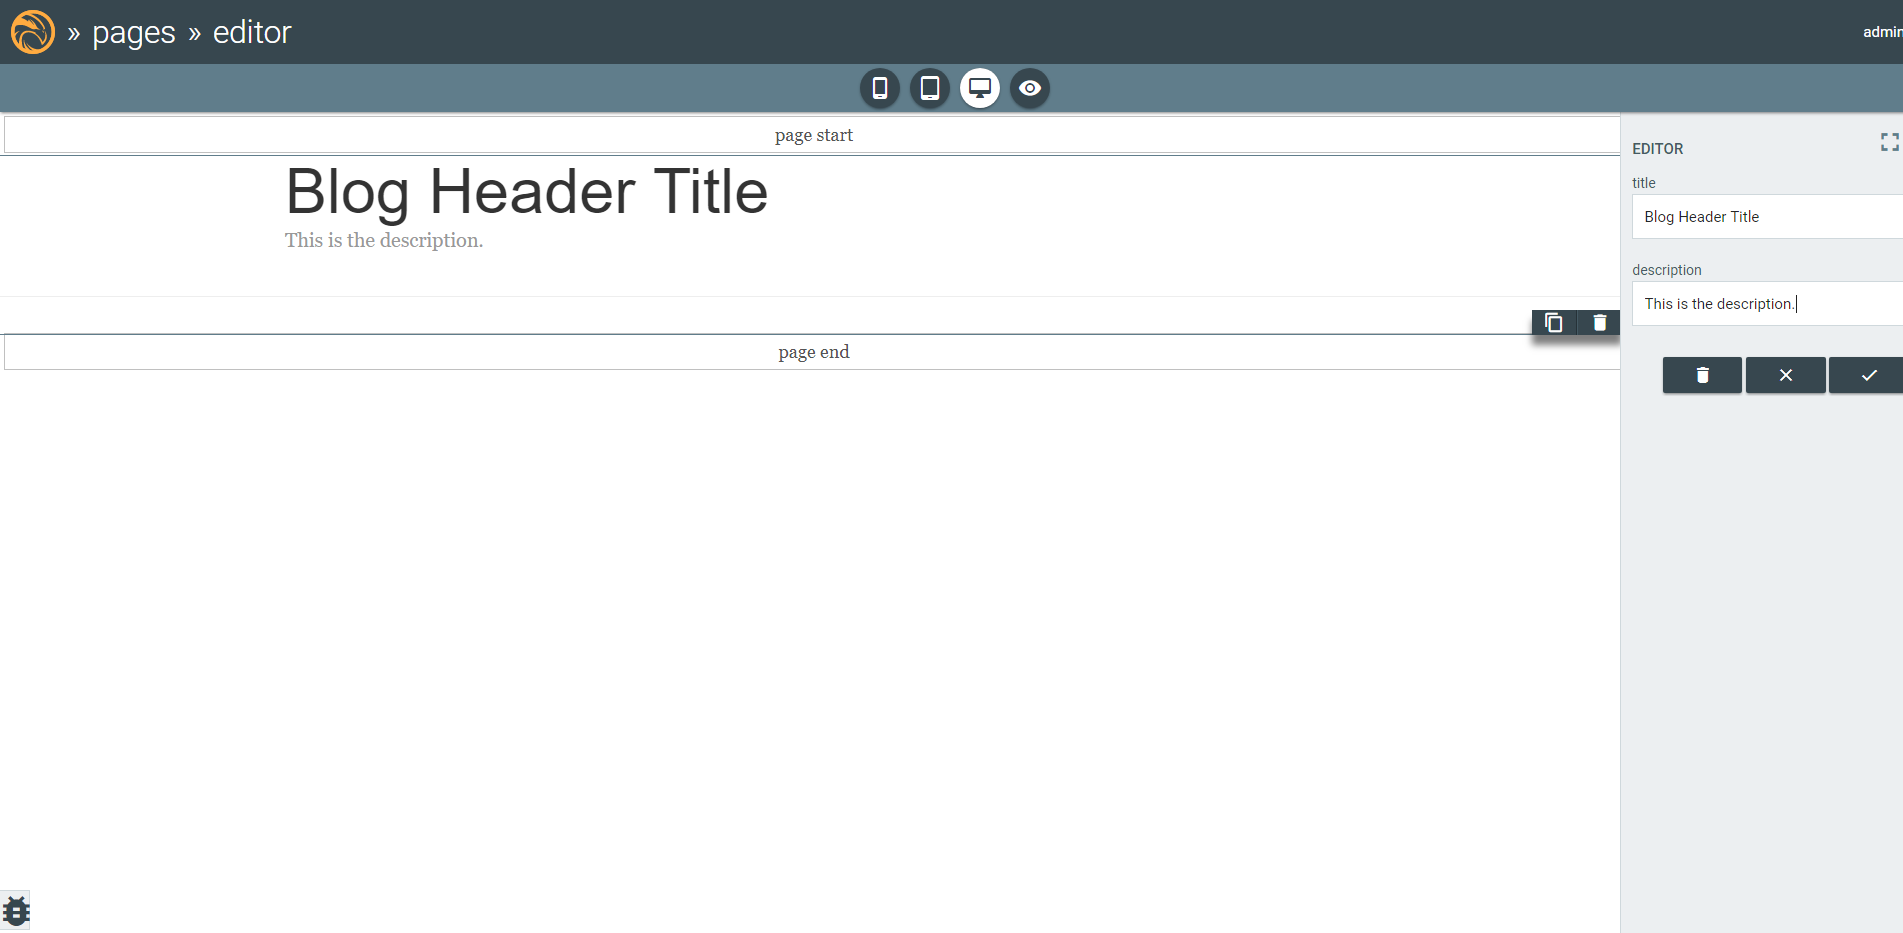 » pages » editor
admin
page start
Blog Header Title
This is the description.
page end
EDITOR
title
Blog Header Title
description
This is the description.